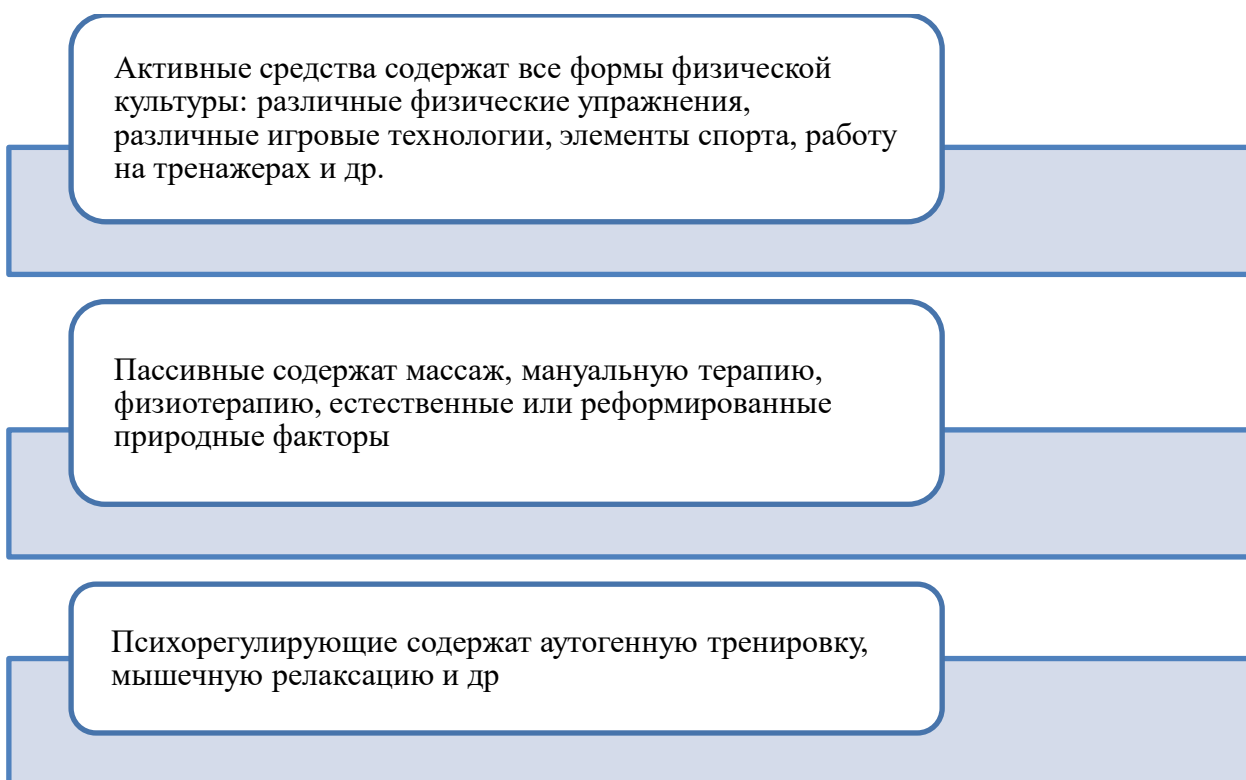 Активные средства содержат все формы физической
культуры: различные физические упражнения,
различные игровые технологии, элементы спорта, работу
на тренажерах и др.
Пассивные содержат массаж, мануальную терапию,
физиотерапию, естественные или реформированные
природные факторы
Психорегулирующие содержат аутогенную тренировку,
мышечную релаксацию и др